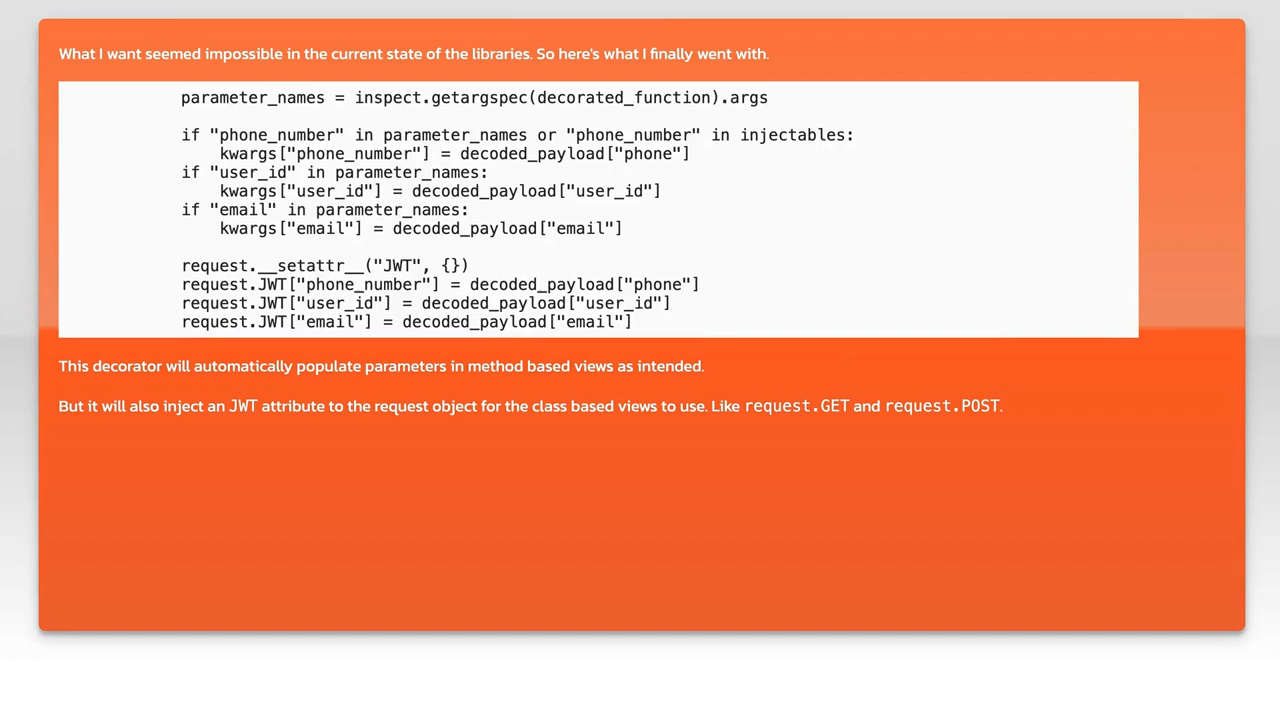 What I want seemed impossible in the current state of the libraries. So here's what I finally went with.
parameter_names = inspect.getargspec(decorated_function).args
if "phone_number" in parameter_names or "phone_number" in injectables:
    kwargs["phone_number"] = decoded_payload["phone"]
if "user_id" in parameter_names:
    kwargs["user_id"] = decoded_payload["user_id"]
if "email" in parameter_names:
    kwargs["email"] = decoded_payload["email"]
request.__setattr__("JWT", {})
request.JWT["phone_number"] = decoded_payload["phone"]
request.JWT["user_id"] = decoded_payload["user_id"]
request.JWT["email"] = decoded_payload["email"]
This decorator will automatically populate parameters in method based views as intended.
But it will also inject an JWT attribute to the request object for the class based views to use. Like request.GET and request.POST.